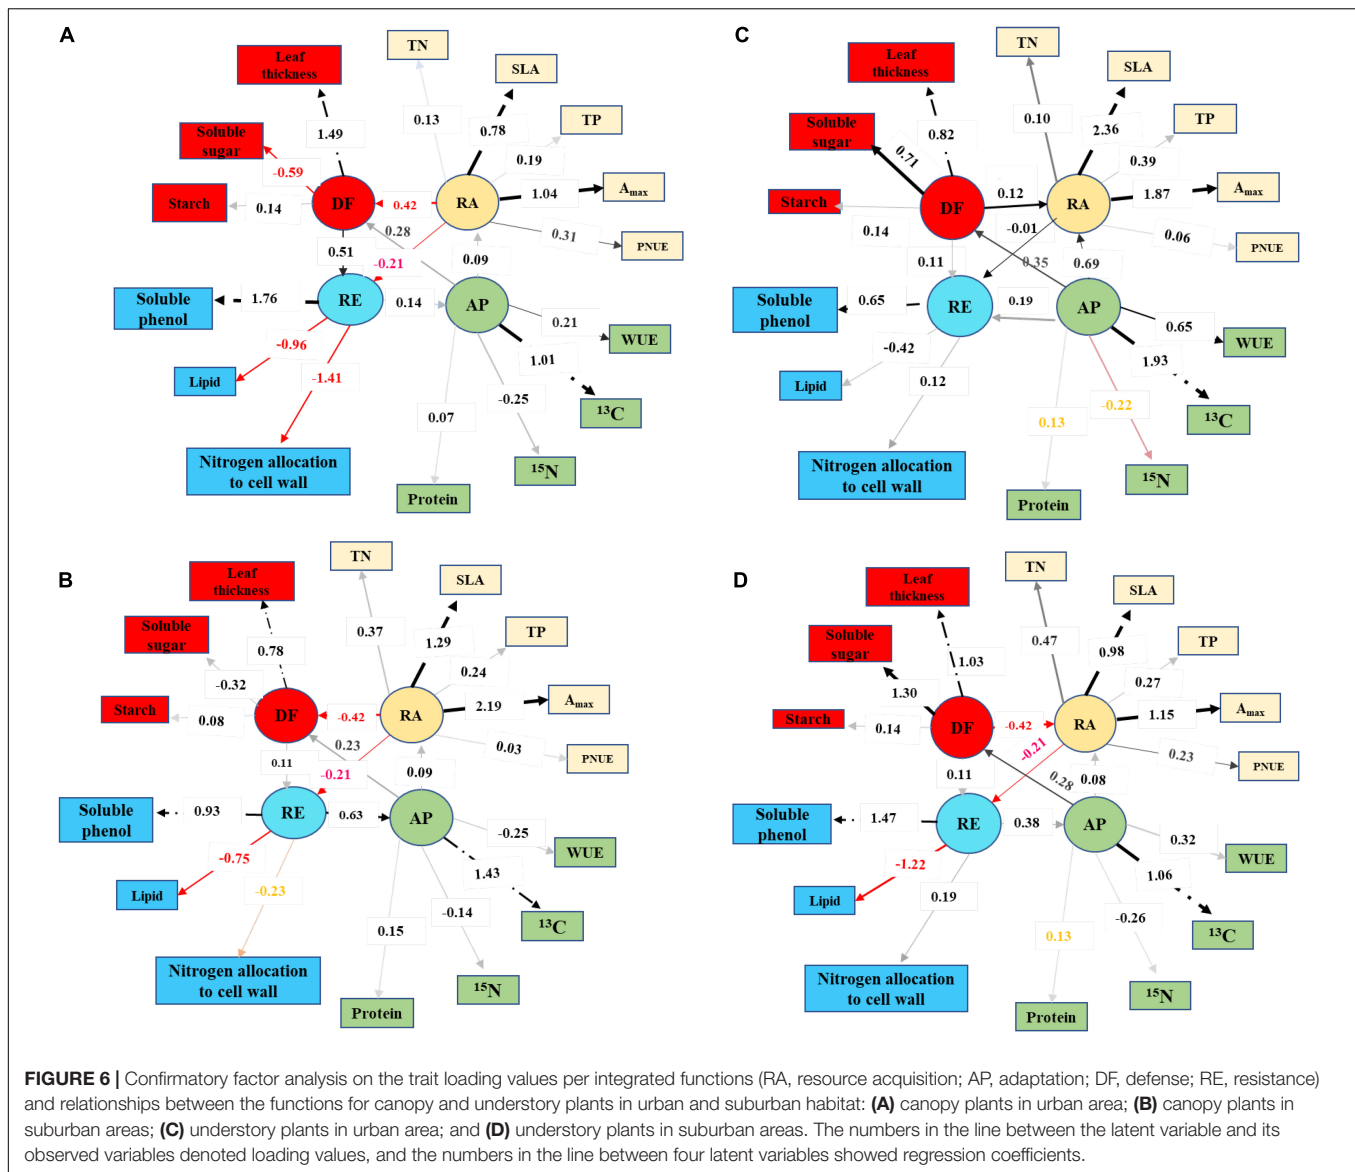 A
TN
Leaf
thickness
SLA
TP
Soluble
sugar
Starch
1.49
0.13
0.78
0.19
-0.59
0.14
DF
0.42
RA
1.04
Amax
0.28
0.31
PNUE
0.51
-0.21
0.09
Soluble
phenol
1.76
RE
0.14
AP
0.21
WUE
-0.96
1.01
Lipid
-1.41
-0.25
13C
0.07
Nitrogen allocation
to cell wall
15N
Protein
C
TN
Leaf
thickness
SLA
TP
Soluble
sugar
0.82
0.10
2.36
0.71
0.39
Starch
0.14
DF
0.12
RA
1.87
Amax
-0.01
0.06
PNUE
0.11
0.35
0.69
Soluble
phenol
0.65
RE
0.19
AP
0.65
WUE
-0.42
1.93
Lipid
0.12
-0.22
13C
0.13
Nitrogen allocation
to cell wall
15N
Protein
B
TN
Leaf
thickness
SLA
TP
Soluble
sugar
0.78
0.37
1.29
0.24
-0.32
Starch
0.08
DF
-0.42
RA
2.19
Amax
0.23
0.03
PNUE
0.11
-0.21
0.09
Soluble
phenol
0.93
RE
0.63
AP
-0.25
WUE
-0.75
1.43
Lipid
-0.23
-0.14
13C
0.15
Nitrogen allocation
to cell wall
15N
Protein
D
TN
Leaf
thickness
SLA
TP
Soluble
sugar
1.03
0.47
0.98
0.27
1.30
Starch
0.14
DF
-0.42
RA
1.15
Amax
-0.21
0.23
PNUE
0.11
0.28
0.08
Soluble
phenol
1.47
RE
0.38
AP
0.32
WUE
-1.22
1.06
Lipid
0.19
-0.26
13C
0.13
Nitrogen allocation
to cell wall
15N
Protein
FIGURE 6 | Confirmatory factor analysis on the trait loading values per integrated functions (RA, resource acquisition; AP, adaptation; DF, defense; RE, resistance)
and relationships between the functions for canopy and understory plants in urban and suburban habitat: (A) canopy plants in urban area; (B) canopy plants in
suburban areas; (C) understory plants in urban area; and (D) understory plants in suburban areas. The numbers in the line between the latent variable and its
observed variables denoted loading values, and the numbers in the line between four latent variables showed regression coefficients.